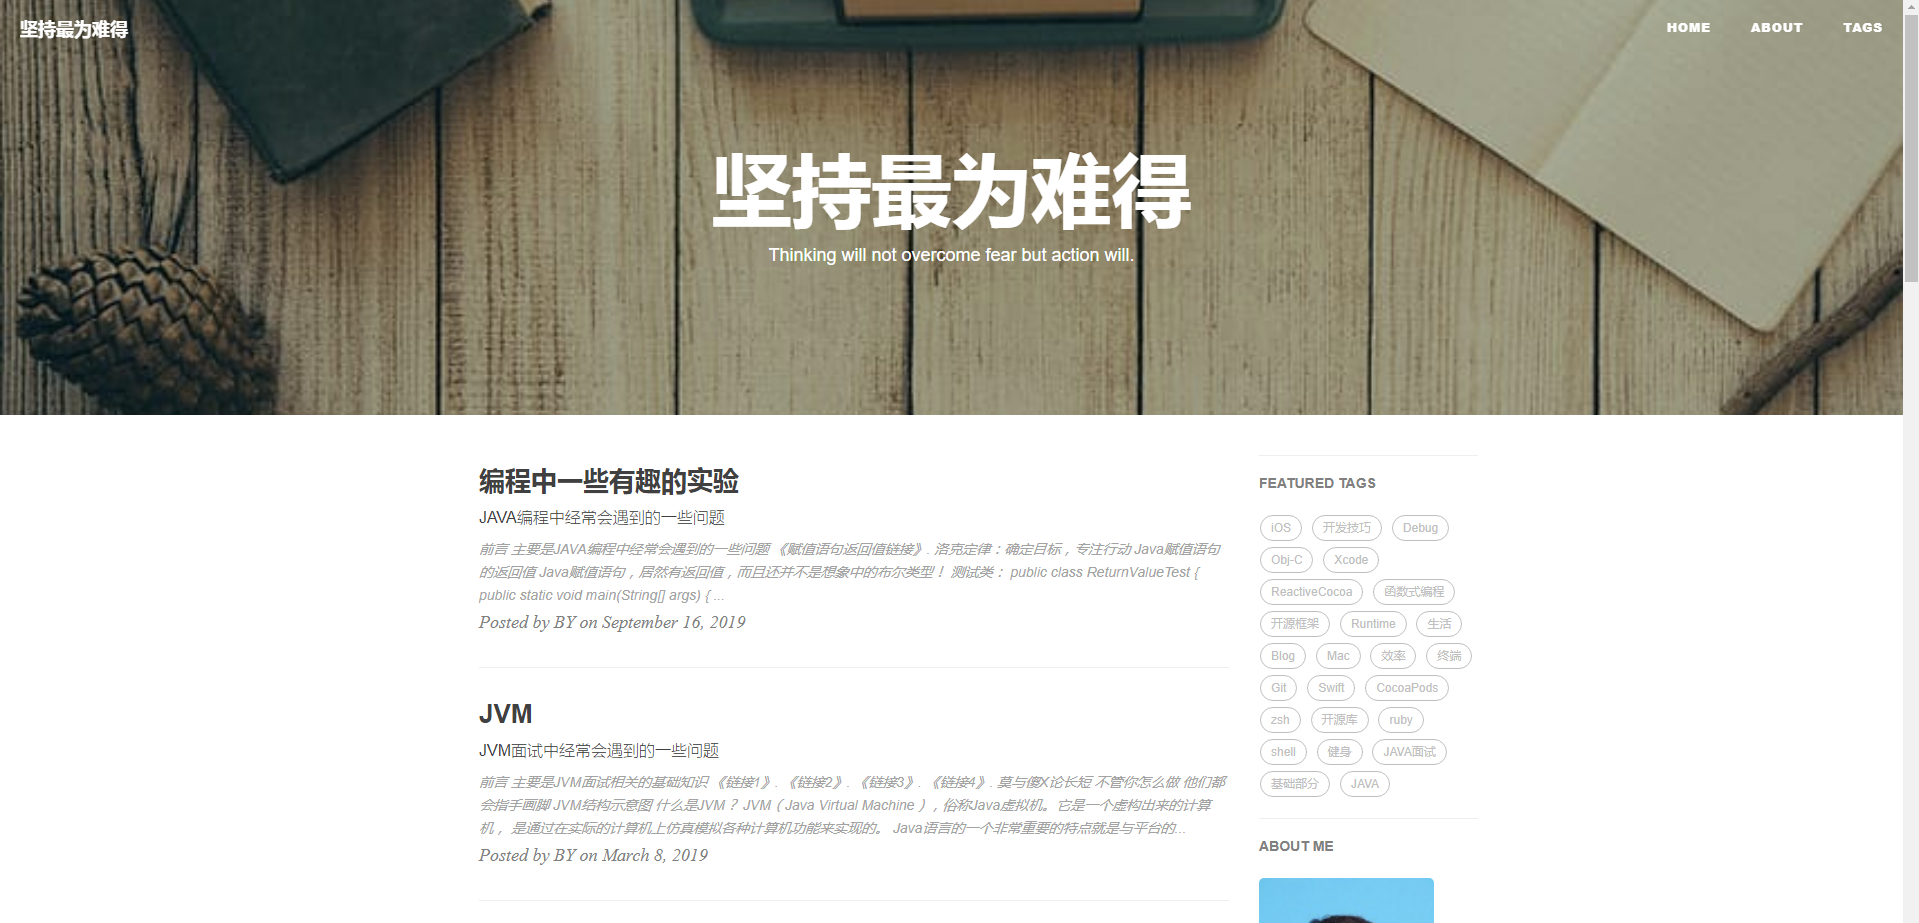 坚持最为难得
HOME ABOUT TAGS
坚持最为难得
Thinking will not overcome fear but action will.
编程中一些有趣的实验
JAVA编程中经常会遇到的一些问题
前言 主要是JAVA编程中经常会遇到的一些问题 《赋值语句返回值链接》. 洛克定律：确定目标，专注行动 Java赋值语句
的返回值 Java赋值语句，居然有返回值，而且还并不是想象中的布尔类型！ 测试类： public class ReturnValueTest {
public static void main(String[] args) { ...
Posted by BY on September 16, 2019
JVM
JVM面试中经常会遇到的一些问题
前言 主要是JVM面试相关的基础知识 《链接1》. 《链接2》. 《链接3》. 《链接4》. 莫与傻X论长短 不管你怎么做 他们都
会指手画脚 JVM结构示意图 什么是JVM？ JVM（Java Virtual Machine），俗称Java虚拟机。它是一个虚构出来的计算
机， 是通过在实际的计算机上仿真模拟各种计算机功能来实现的。 Java语言的一个非常重要的特点就是与平台的...
Posted by BY on March 8, 2019
FEATURED TAGS
iOS 开发技巧 Debug
Obj-C Xcode
ReactiveCocoa 函数式编程
开源框架 Runtime 生活
Blog Mac 效率 终端
Git Swift CocoaPods
zsh 开源库 ruby
shell 健身 JAVA面试
基础部分 JAVA
ABOUT ME